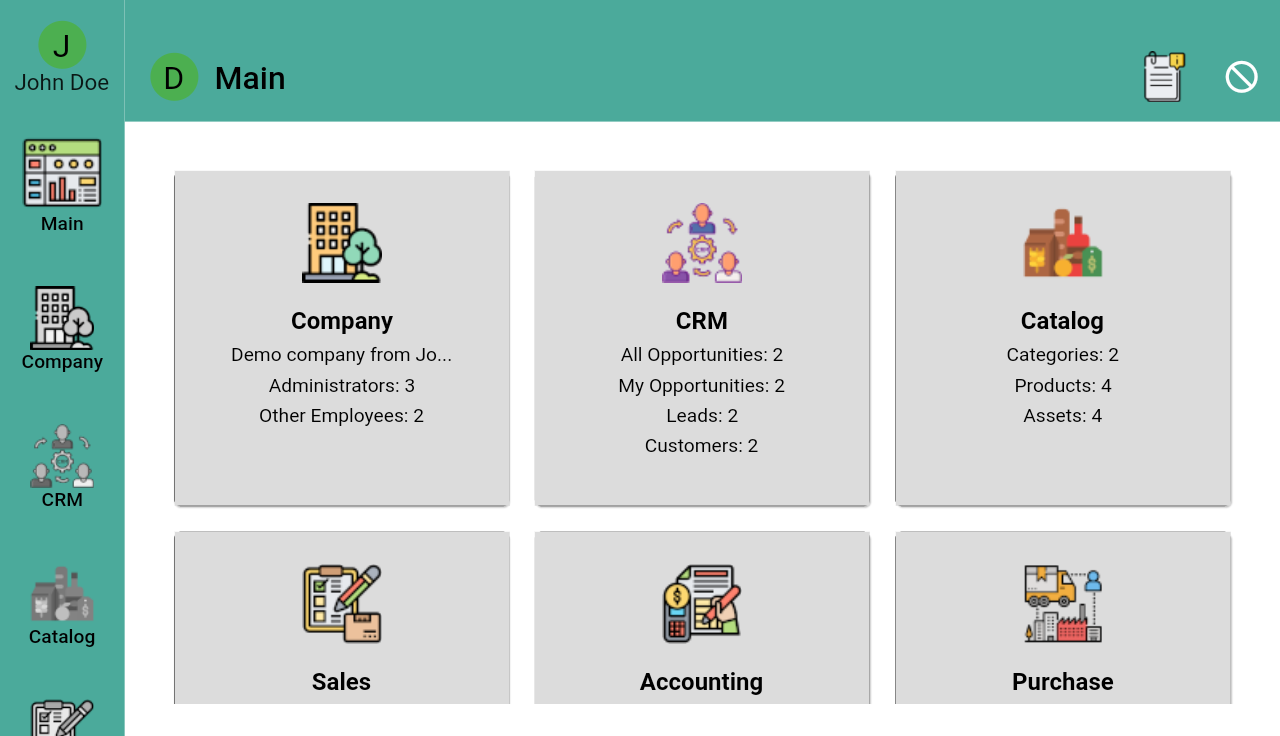 J
John Doe
Main
Company
CRM
Catalog
D Main
Company
Demo company from Jo...
Administrators: 3
Other Employees: 2
CRM
All Opportunities: 2
My Opportunities: 2
Leads: 2
Customers: 2
Catalog
Categories: 2
Products: 4
Assets: 4
Sales
Accounting
Purchase